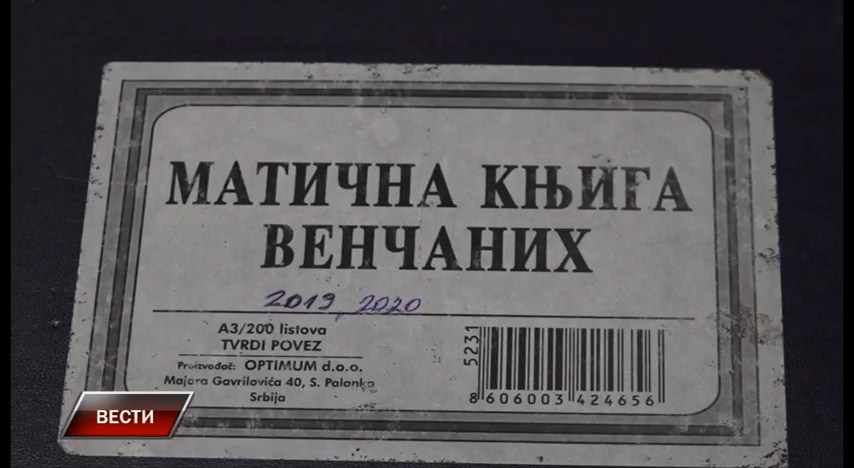 МАТИЧНА КЊИГА
ВЕНЧАНИХ
2019, 2020
A3/200 listova
TVRDI POVEZ
Proizvođač: OPTIMUM d.o.o.
Majora Gavrilovića 40, S. Palanka
Srbija
5231
8 606003 424656
ВЕСТИ